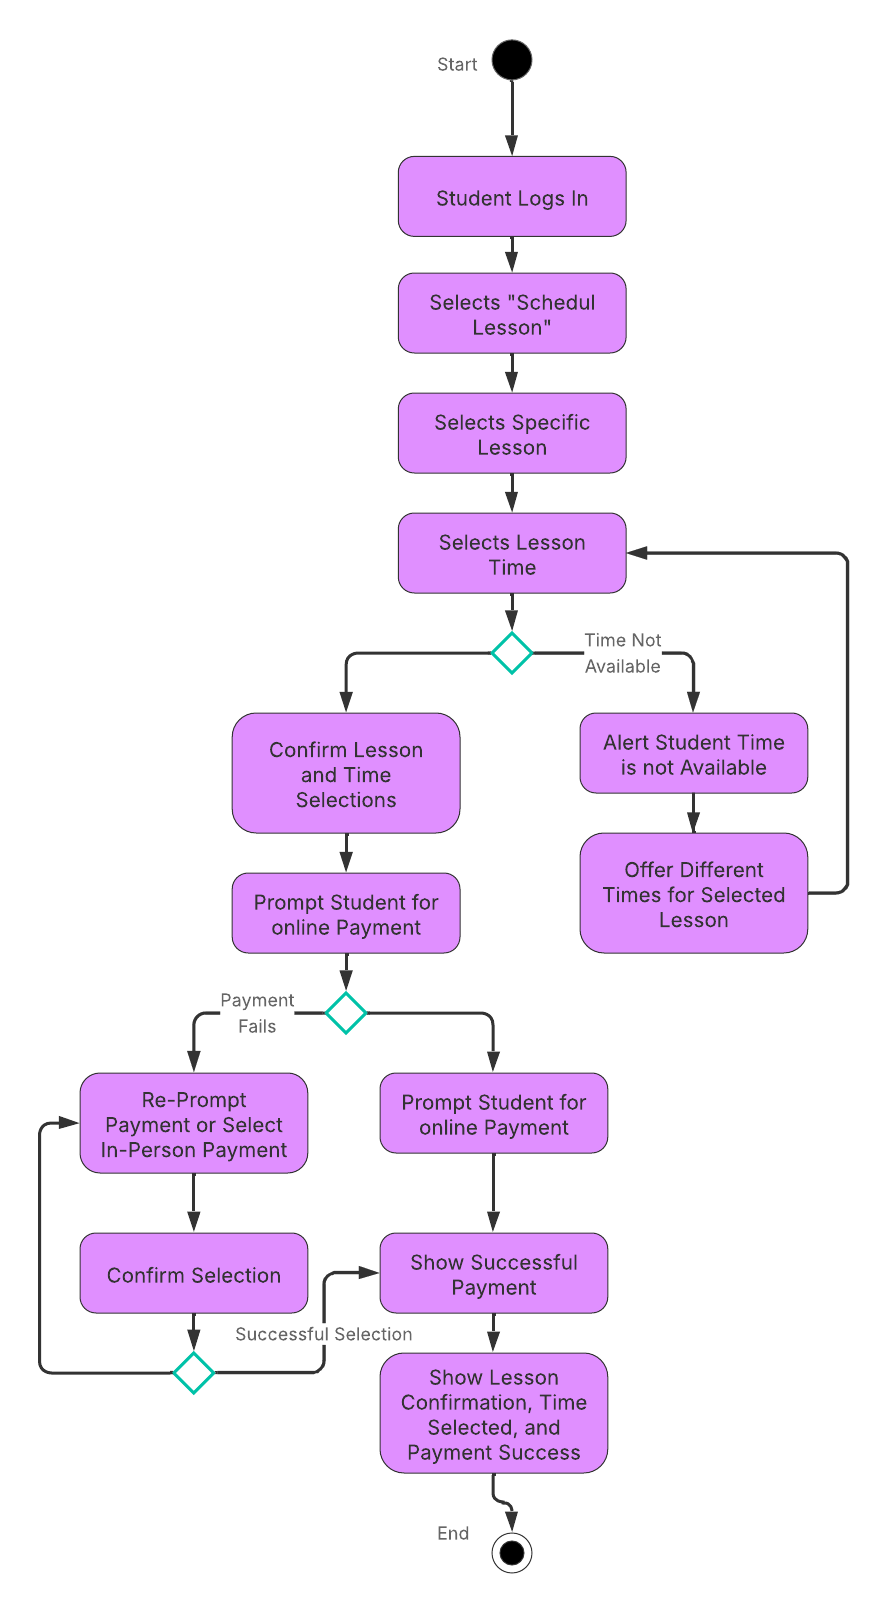 Start
Student Logs In
Selects "Schedul
Lesson"
Selects Specific
Lesson
Selects Lesson
Time
Time Not
Available
Confirm Lesson
and Time
Selections
Alert Student Time
is not Available
Prompt Student for
online Payment
Offer Different
Times for Selected
Lesson
Payment
Fails
Re-Prompt
Payment or Select
In-Person Payment
Prompt Student for
online Payment
Confirm Selection
Show Successful
Payment
Successful Selection
Show Lesson
Confirmation, Time
Selected, and
Payment Success
End